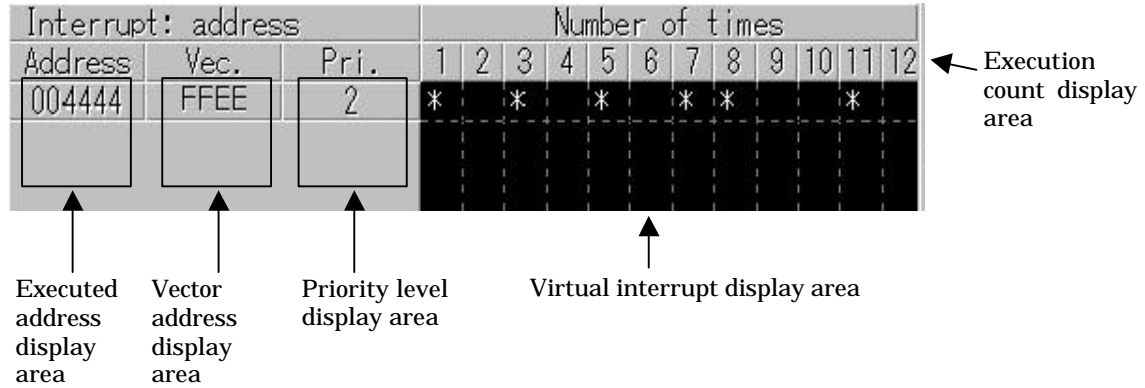 Interrupt: address Number of times
Address Vec. Pri. 1 2 3 4 5 6 7 8 9 10 11 12
004444 FFEE 2 * * * * * *
Execution
count display
area
Executed
address
display
area
Vector
address
display
area
Priority level
display area
Virtual interrupt display area